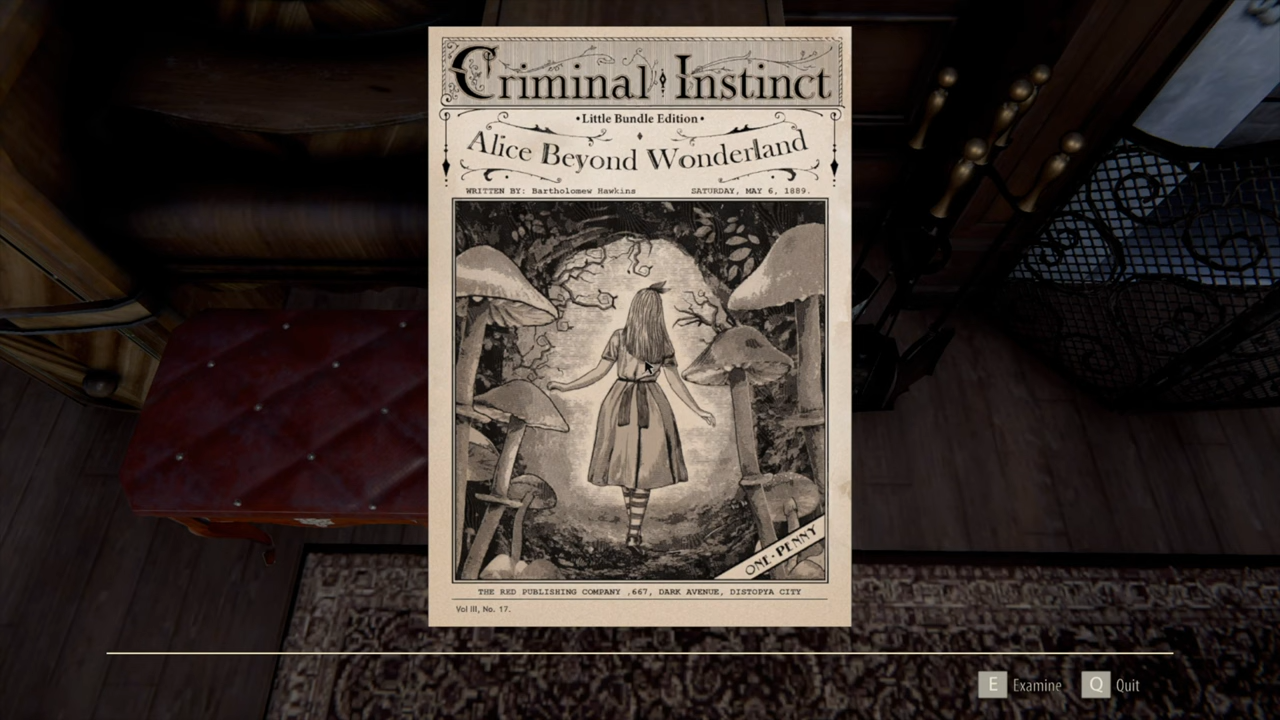 Criminal Instinct
•Little Bundle Edition•
Alice Beyond Wonderland
WRITTEN BY: Bartholomew Hawkins
SATURDAY, MAY 6, 1889.
ONE - PENNY
THE RED PUBLISHING COMPANY ,667, DARK AVENUE, DISTOPYA CITY
Vol III, No. 17.
E Examine
Q Quit